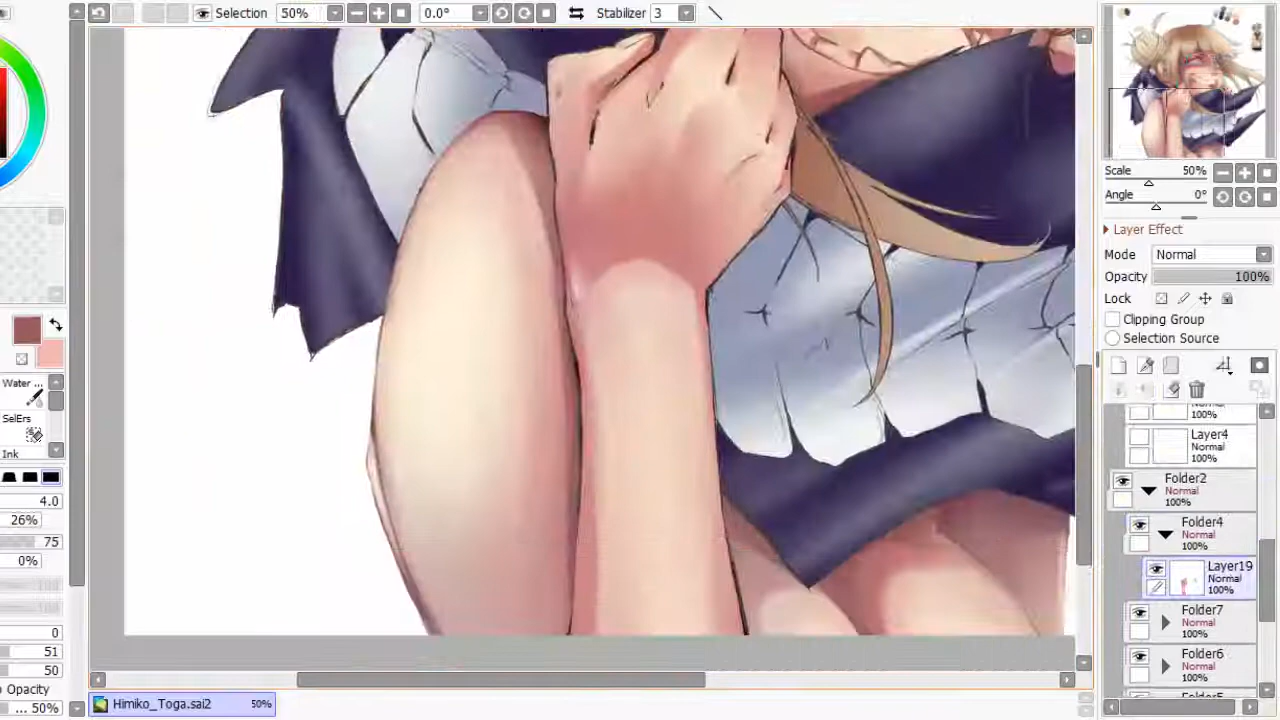 Selection 50% 0.0° Stabilizer 3
Scale 50%
Angle 0°
Layer Effect
Mode Normal
Opacity 100%
Lock
Clipping Group
Selection Source
Water ...
SelErs
Ink
4.0
26%
75
0%
0
51
50
Opacity
... 50%
100%
Layer4
Normal
100%
Folder2
Normal
100%
Folder4
Normal
100%
Layer19
Normal
100%
Folder7
Normal
100%
Folder6
Normal
100%
Himiko_Toga.sai2 50%